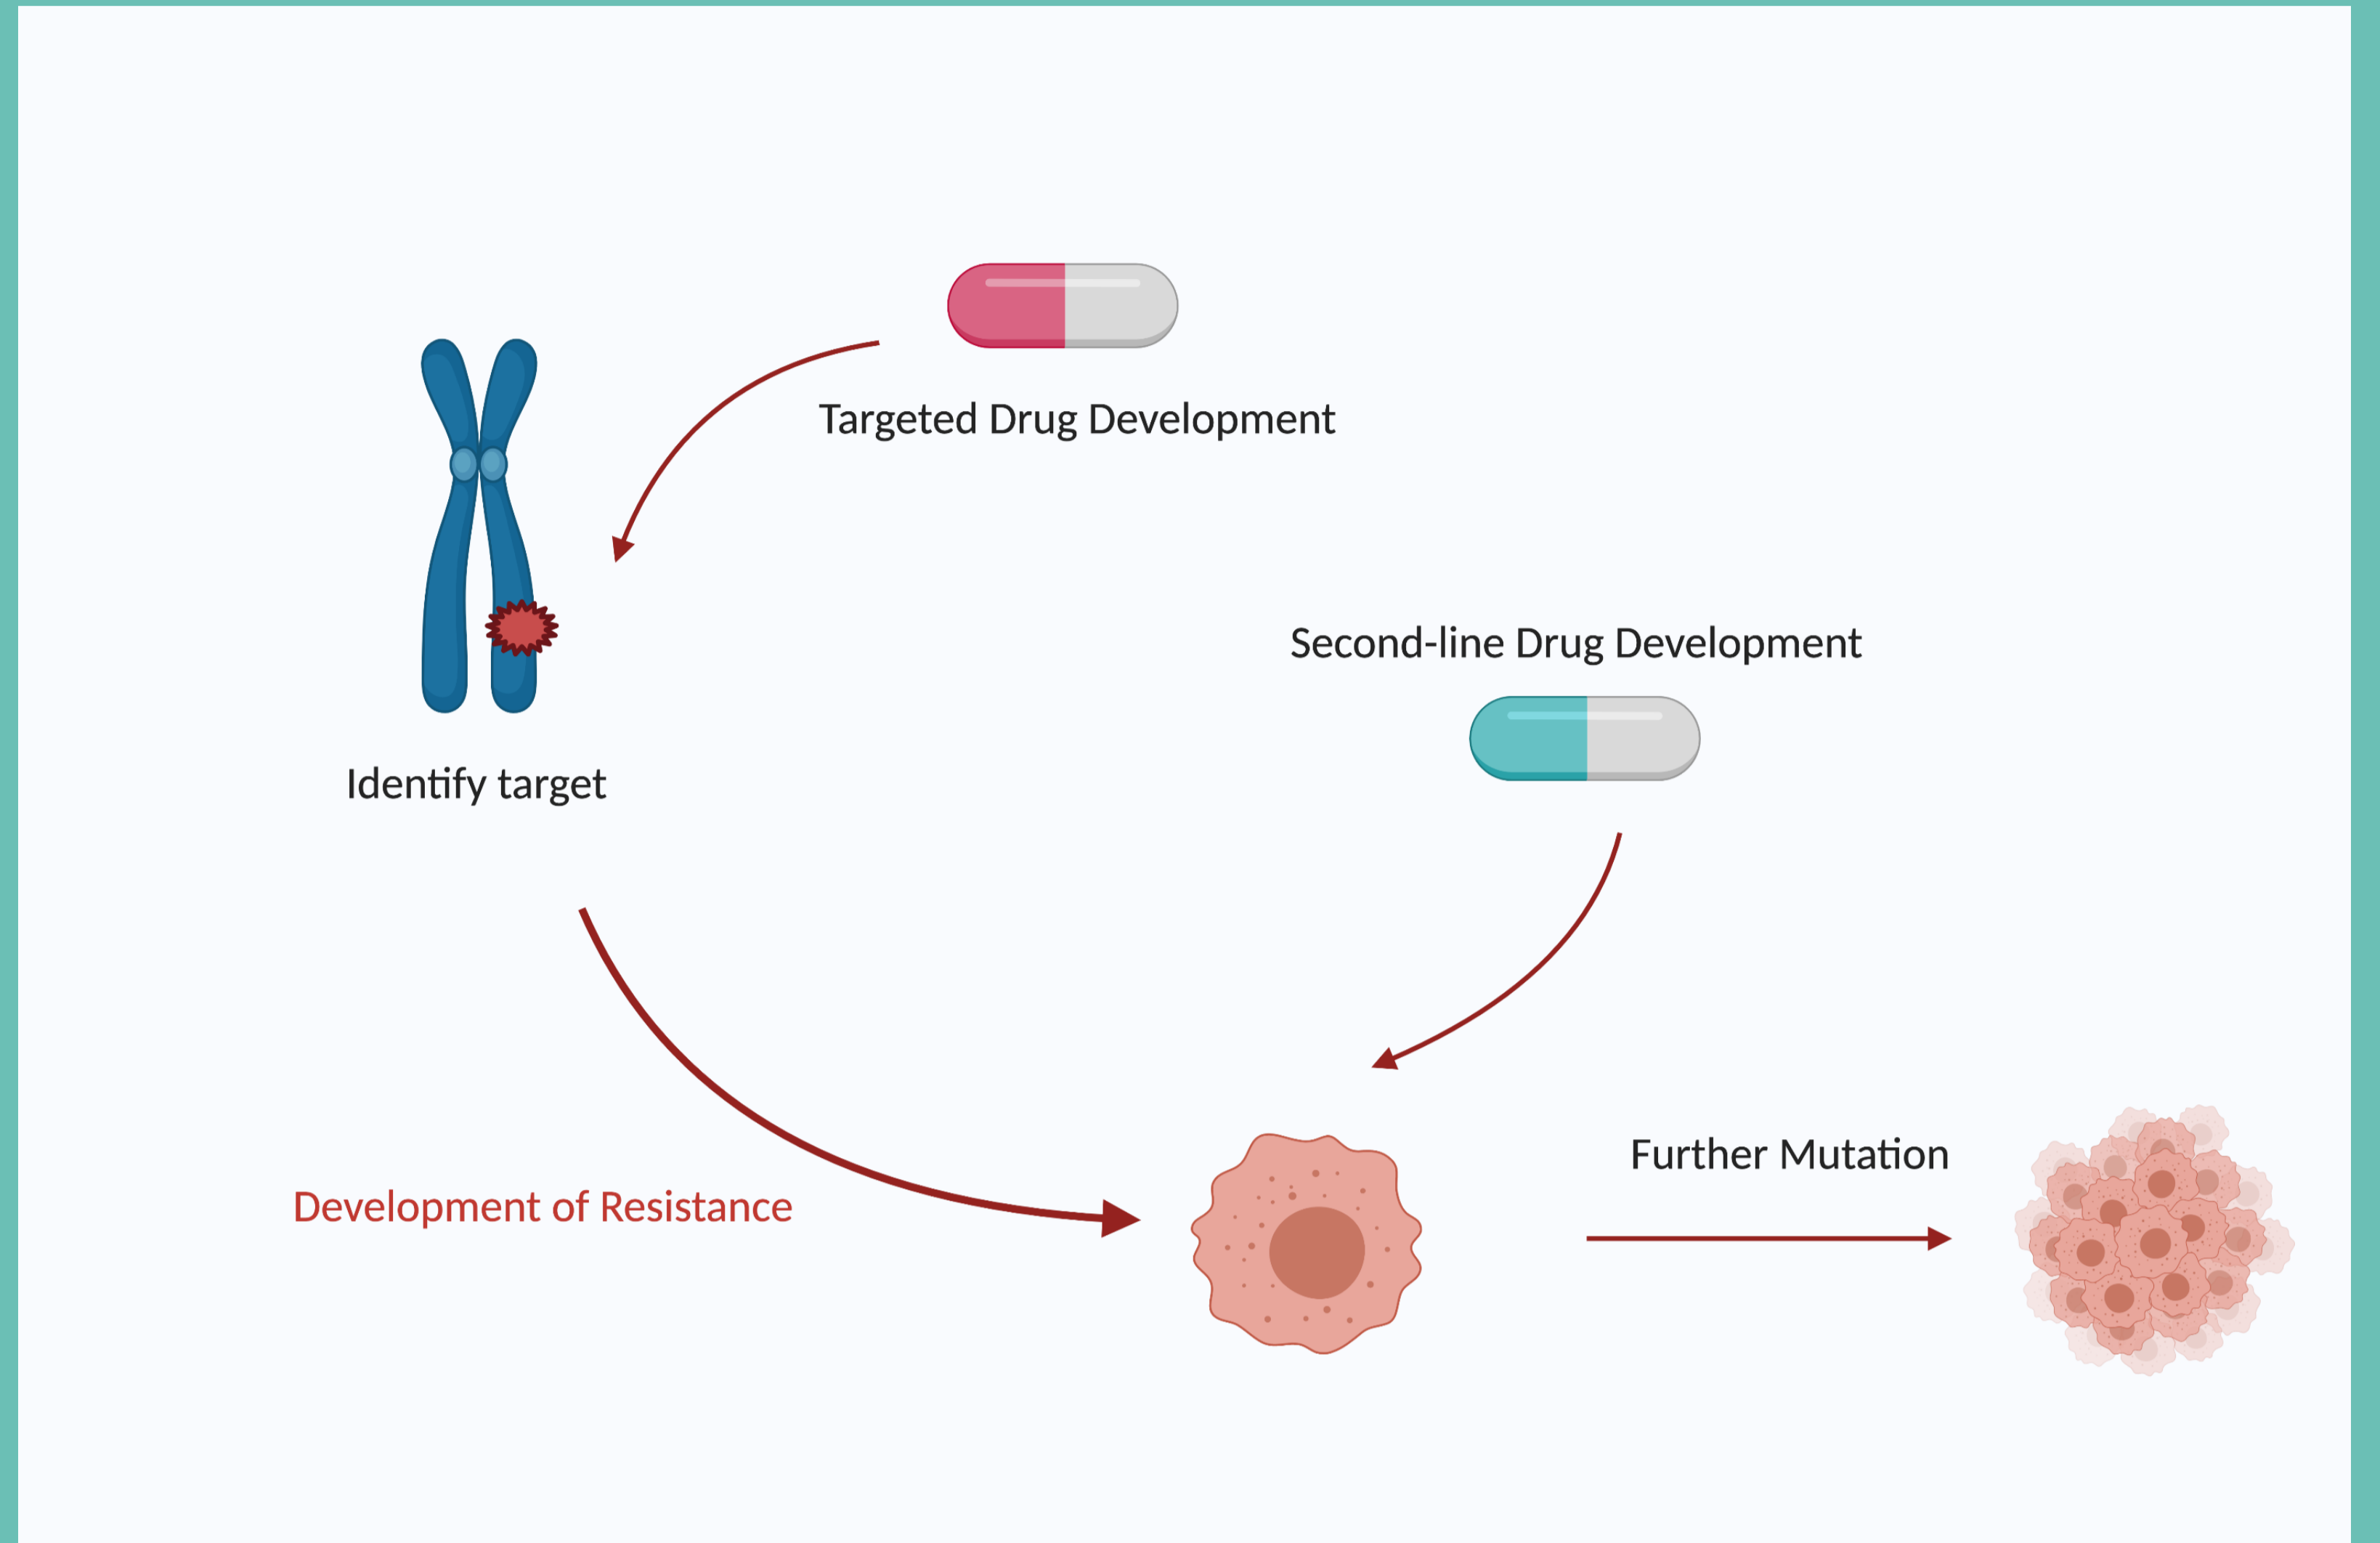 Targeted Drug Development
Identify target
Second-line Drug Development
Development of Resistance
Further Mutation